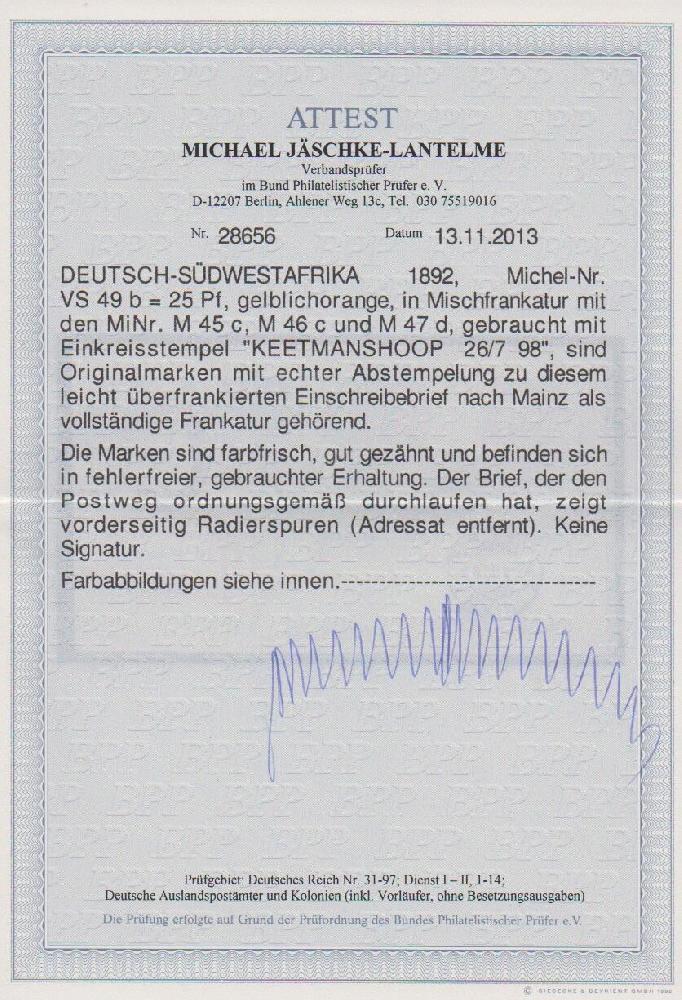 ATTEST
MICHAEL JÄSCHKE-LANTELME
Verbandsprüfer
im Bund Philatelistischer Prüfer e. V.
D-12207 Berlin, Ahlener Weg 13c, Tel. 030 75519016
Nr. 28656 Datum 13.11.2013
DEUTSCH-SÜDWESTAFRIKA 1892, Michel-Nr.
VS 49 b = 25 Pf, gelblichorange, in Mischfrankatur mit
den MiNr. M 45 c, M 46 c und M 47 d, gebraucht mit
Einkreisstempel "KEETMANSHOOP 26/7 98", sind
Originalmarken mit echter Abstempelung zu diesem
leicht überfrankierten Einschreibebrief nach Mainz als
vollständige Frankatur gehörend.
Die Marken sind farbfrisch, gut gezähnt und befinden sich
in fehlerfreier, gebrauchter Erhaltung. Der Brief, der den
Postweg ordnungsgemäß durchlaufen hat, zeigt
vorderseitig Radierspuren (Adressat entfernt). Keine
Signatur.
Farbabbildungen siehe innen.---------------------------------
Prüfgebiet: Deutsches Reich Nr. 31-97; Dienst I – II, 1-14;
Deutsche Auslandspostämter und Kolonien (inkl. Vorläufer, ohne Besetzungsausgaben)
Die Prüfung erfolgte auf Grund der Prüfordnung des Bundes Philatelistischer Prüfer e.V.
© GIESECKE & DEVRIENT GMBH